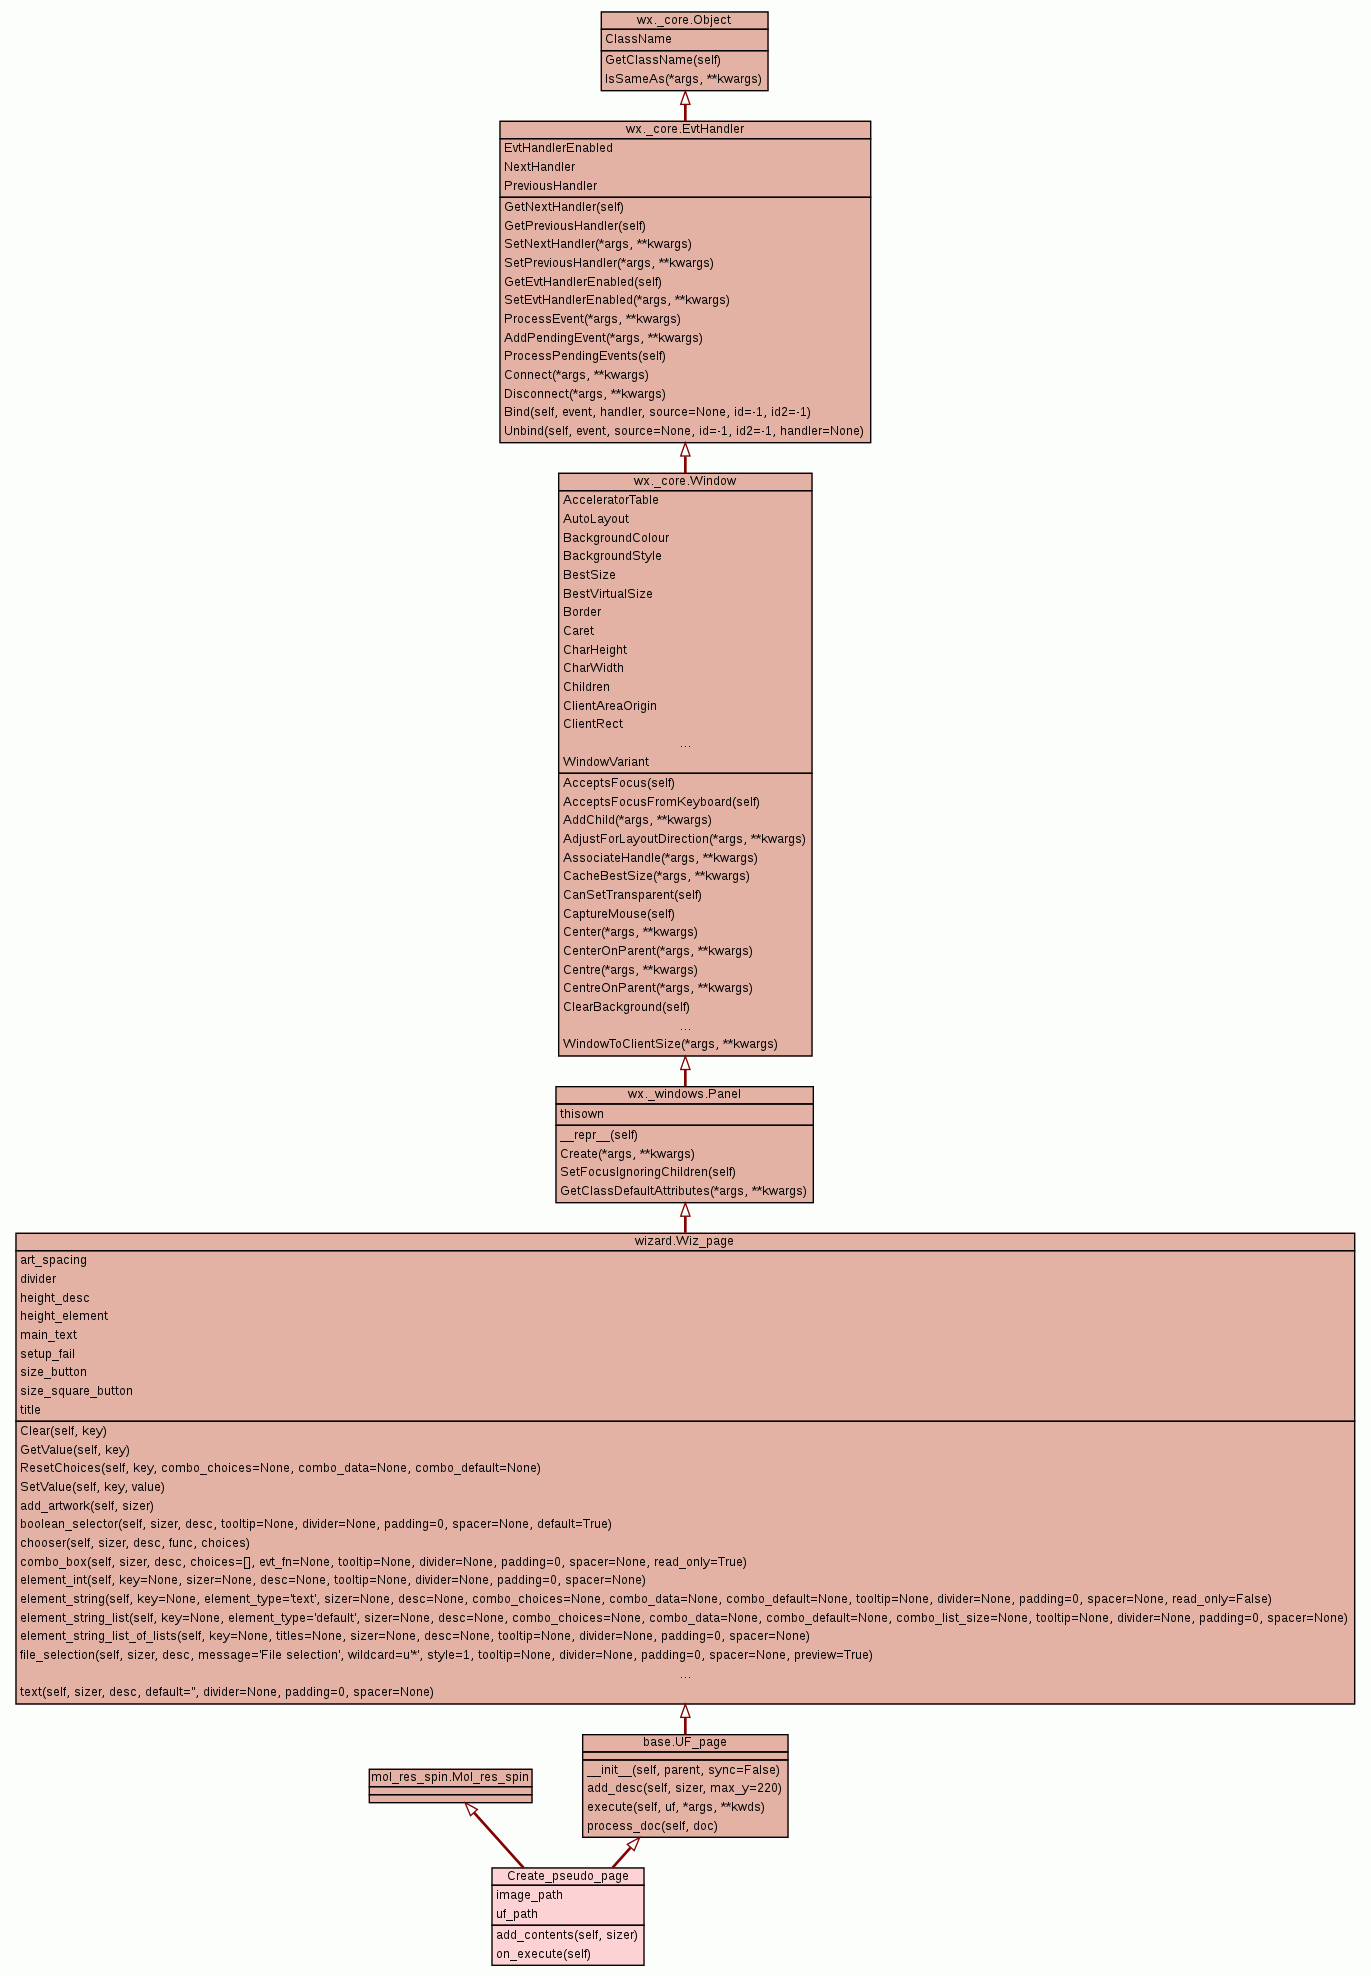 wx._core.Object
ClassName
GetClassName(self)
IsSameAs(*args, **kwargs)
wx._core.EvtHandler
EvtHandlerEnabled
NextHandler
PreviousHandler
GetNextHandler(self)
GetPreviousHandler(self)
SetNextHandler(*args, **kwargs)
SetPreviousHandler(*args, **kwargs)
GetEvtHandlerEnabled(self)
SetEvtHandlerEnabled(*args, **kwargs)
ProcessEvent(*args, **kwargs)
AddPendingEvent(*args, **kwargs)
ProcessPendingEvents(self)
Connect(*args, **kwargs)
Disconnect(*args, **kwargs)
Bind(self, event, handler, source=None, id=-1, id2=-1)
Unbind(self, event, source=None, id=-1, id2=-1, handler=None)
wx._core.Window
AcceleratorTable
AutoLayout
BackgroundColour
BackgroundStyle
BestSize
BestVirtualSize
Border
Caret
CharHeight
CharWidth
Children
ClientAreaOrigin
ClientRect
...
WindowVariant
AcceptsFocus(self)
AcceptsFocusFromKeyboard(self)
AddChild(*args, **kwargs)
AdjustForLayoutDirection(*args, **kwargs)
AssociateHandle(*args, **kwargs)
CacheBestSize(*args, **kwargs)
CanSetTransparent(self)
CaptureMouse(self)
Center(*args, **kwargs)
CenterOnParent(*args, **kwargs)
Centre(*args, **kwargs)
CentreOnParent(*args, **kwargs)
ClearBackground(self)
...
WindowToClientSize(*args, **kwargs)
wx._windows.Panel
thisown
__repr__(self)
Create(*args, **kwargs)
SetFocusIgnoringChildren(self)
GetClassDefaultAttributes(*args, **kwargs)
wizard.Wiz_page
art_spacing
divider
height_desc
height_element
main_text
setup_fail
size_button
size_square_button
title
Clear(self, key)
GetValue(self, key)
ResetChoices(self, key, combo_choices=None, combo_data=None, combo_default=None)
SetValue(self, key, value)
add_artwork(self, sizer)
boolean_selector(self, sizer, desc, tooltip=None, divider=None, padding=0, spacer=None, default=True)
chooser(self, sizer, desc, func, choices)
combo_box(self, sizer, desc, choices=[], evt_fn=None, tooltip=None, divider=None, padding=0, spacer=None, read_only=True)
element_int(self, key=None, sizer=None, desc=None, tooltip=None, divider=None, padding=0, spacer=None)
element_string(self, key=None, element_type='text', sizer=None, desc=None, combo_choices=None, combo_data=None, combo_default=None, tooltip=None, divider=None, padding=0, spacer=None, read_only=False)
element_string_list(self, key=None, element_type='default', sizer=None, desc=None, combo_choices=None, combo_data=None, combo_default=None, combo_list_size=None, tooltip=None, divider=None, padding=0, spacer=None)
element_string_list_of_lists(self, key=None, titles=None, sizer=None, desc=None, tooltip=None, divider=None, padding=0, spacer=None)
file_selection(self, sizer, desc, message='File selection', wildcard=u'*', style=1, tooltip=None, divider=None, padding=0, spacer=None, preview=True)
...
text(self, sizer, desc, default='', divider=None, padding=0, spacer=None)
base.UF_page
__init__(self, parent, sync=False)
add_desc(self, sizer, max_y=220)
execute(self, uf, *args, **kwds)
process_doc(self, doc)
mol_res_spin.Mol_res_spin
Create_pseudo_page
image_path
uf_path
add_contents(self, sizer)
on_execute(self)